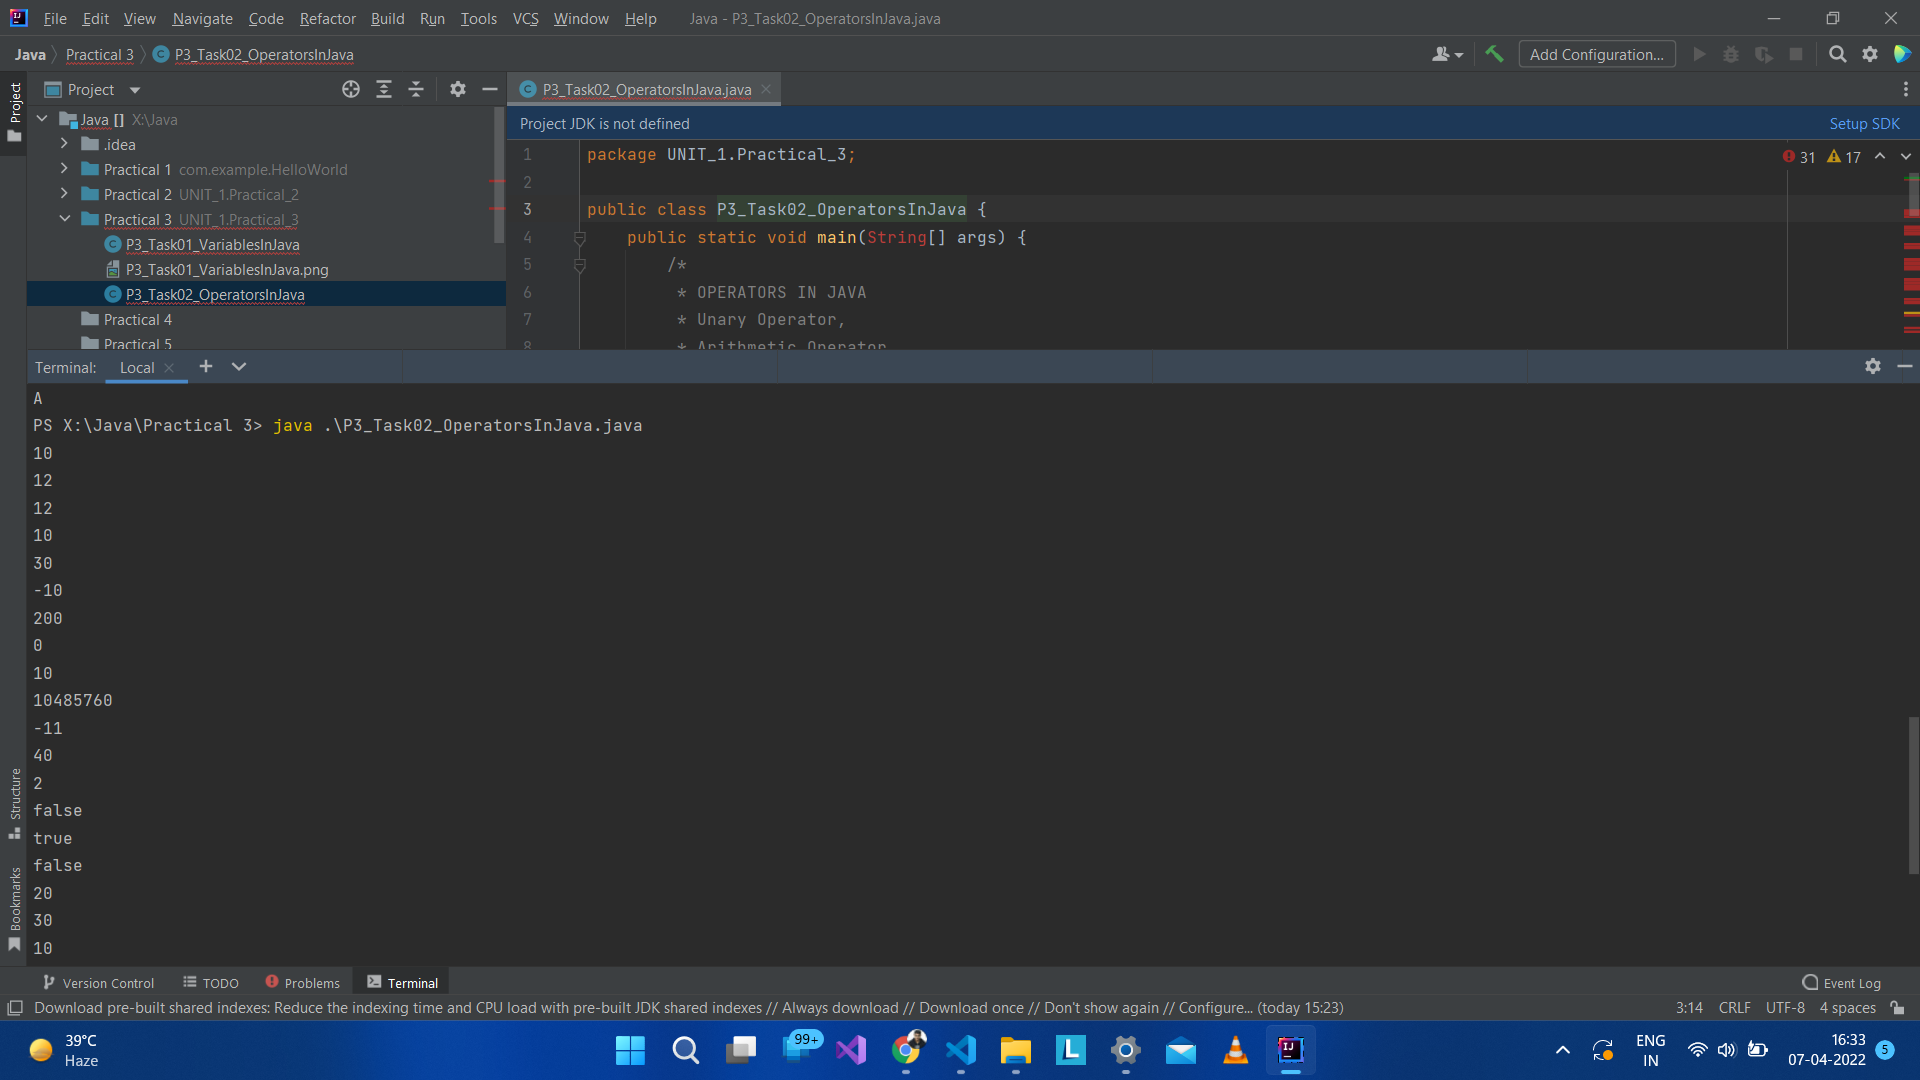 File Edit View Navigate Code Refactor Build Run Tools VCS Window Help Java - P3_Task02_OperatorsInJava.java
Java Practical 3 P3_Task02_OperatorsInJava Add Configuration...
Project
Project
P3_Task02_OperatorsInJava.java
Java [] X:\Java
.idea
Practical 1 com.example.HelloWorld
Practical 2 UNIT_1.Practical_2
Practical 3 UNIT_1.Practical_3
P3_Task01_VariablesInJava
P3_Task01_VariablesInJava.png
P3_Task02_OperatorsInJava
Practical 4
Practical 5
Project JDK is not defined Setup SDK
31 17
1 package UNIT_1.Practical_3;
2
3 public class P3_Task02_OperatorsInJava {
4 public static void main(String[] args) {
5 /*
6 * OPERATORS IN JAVA
7 * Unary Operator,
8 * Arithmetic Operator
Terminal: Local
A
PS X:\Java\Practical 3> java .\P3_Task02_OperatorsInJava.java
10
12
12
10
30
-10
200
0
10
10485760
-11
40
2
false
true
false
20
30
10
Structure
Bookmarks
Version Control TODO Problems Terminal Event Log
Download pre-built shared indexes: Reduce the indexing time and CPU load with pre-built JDK shared indexes // Always download // Download once // Don't show again // Configure... (today 15:23) 3:14 CRLF UTF-8 4 spaces
39°C
Haze
99+
L
IJ
ENG
IN
16:33
07-04-2022
5